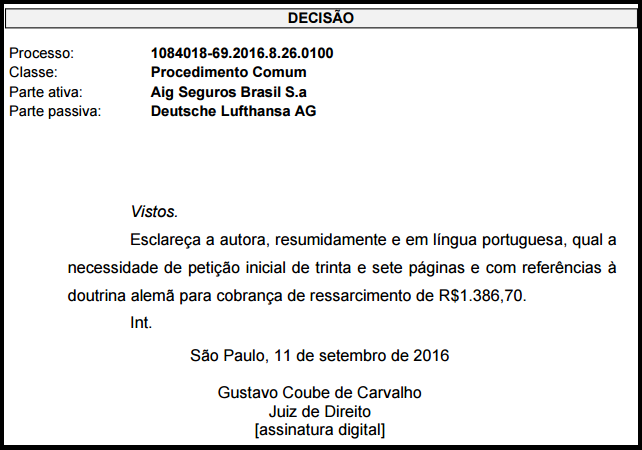 DECISÃO
Processo: 1084018-69.2016.8.26.0100
Classe: Procedimento Comum
Parte ativa: Aig Seguros Brasil S.a
Parte passiva: Deutsche Lufthansa AG
Vistos.
Esclareça a autora, resumidamente e em língua portuguesa, qual a
necessidade de petição inicial de trinta e sete páginas e com referências à
doutrina alemã para cobrança de ressarcimento de R$1.386,70.
Int.
São Paulo, 11 de setembro de 2016
Gustavo Coube de Carvalho
Juiz de Direito
[assinatura digital]